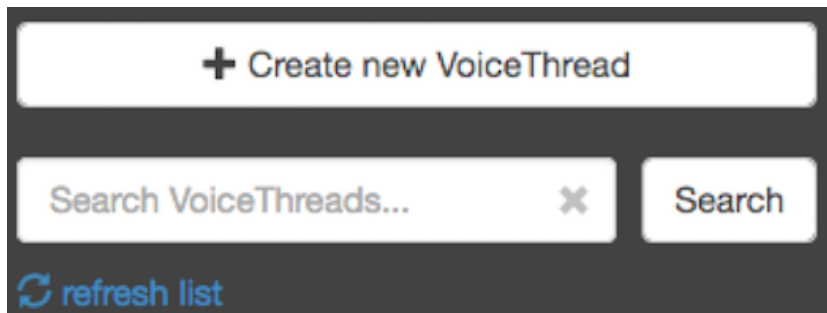 Create new VoiceThread
Search VoiceThreads... Search
refresh list